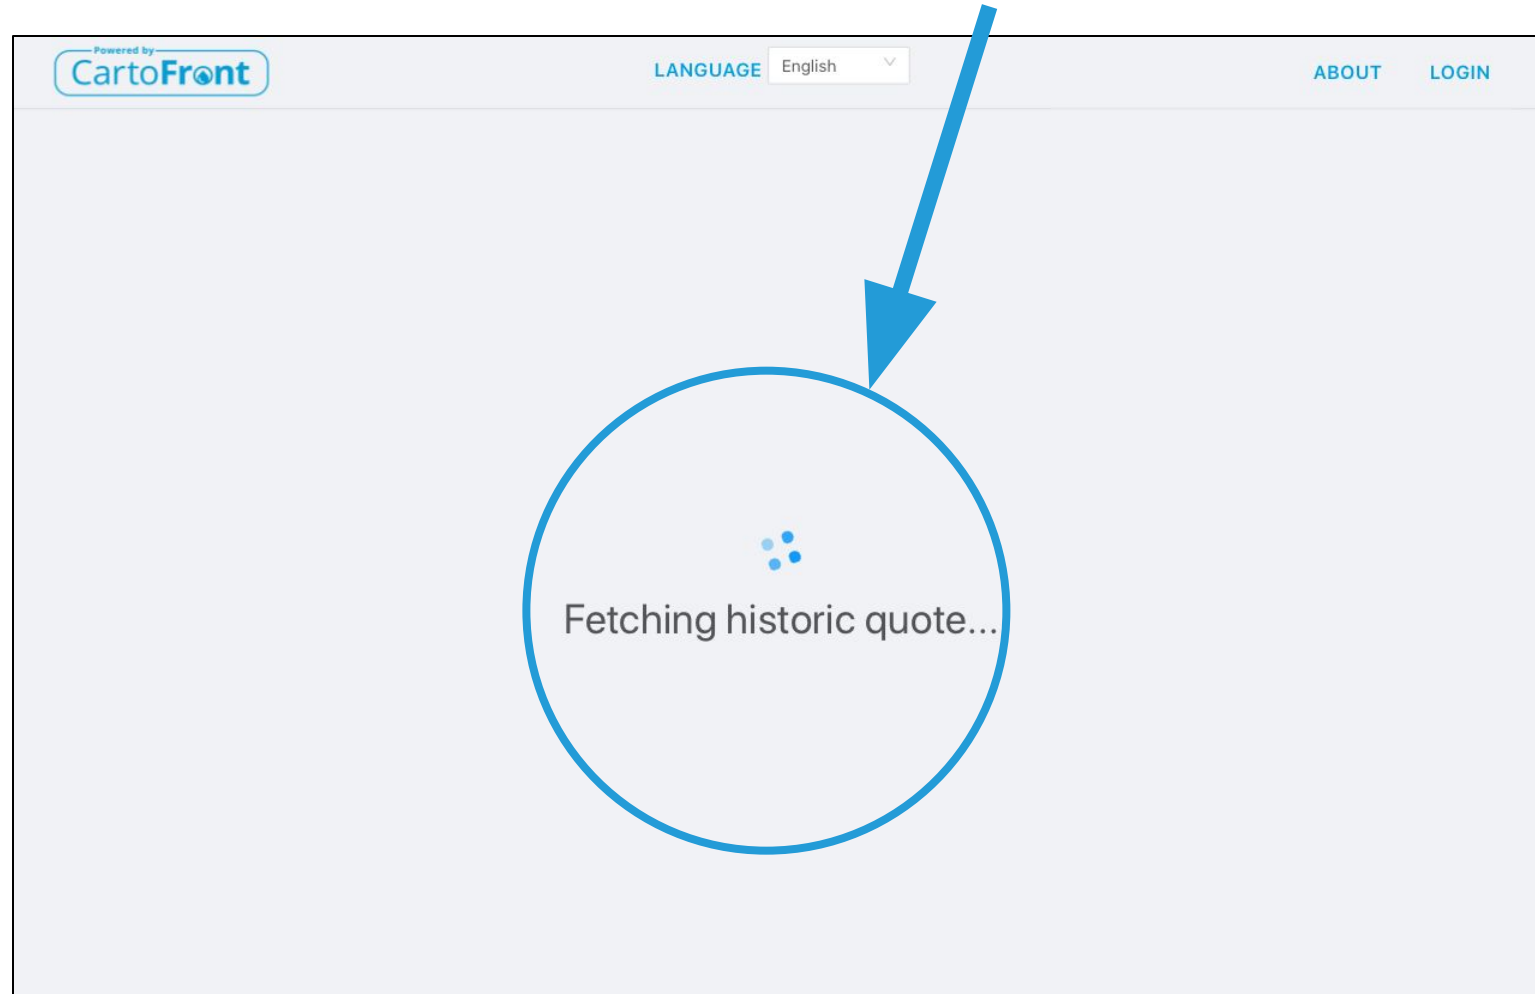 Powered by
CartoFront
LANGUAGE English
ABOUT LOGIN
Fetching historic quote...